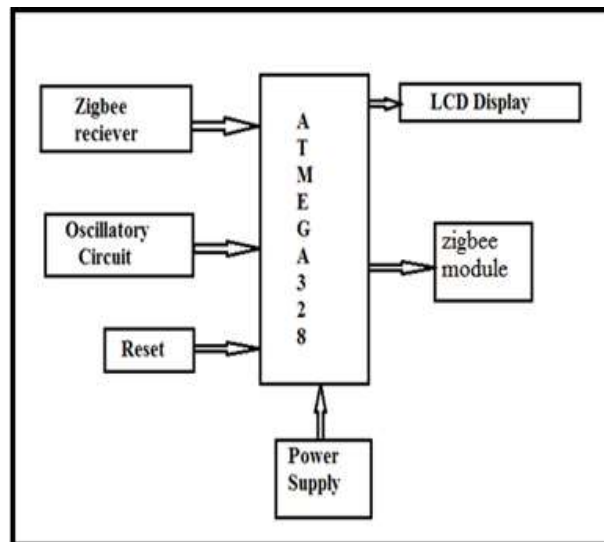 Zigbee
reciever
Oscillatory
Circuit
Reset
A
T
M
E
G
A
3
2
8
LCD Display
zigbee
module
Power
Supply